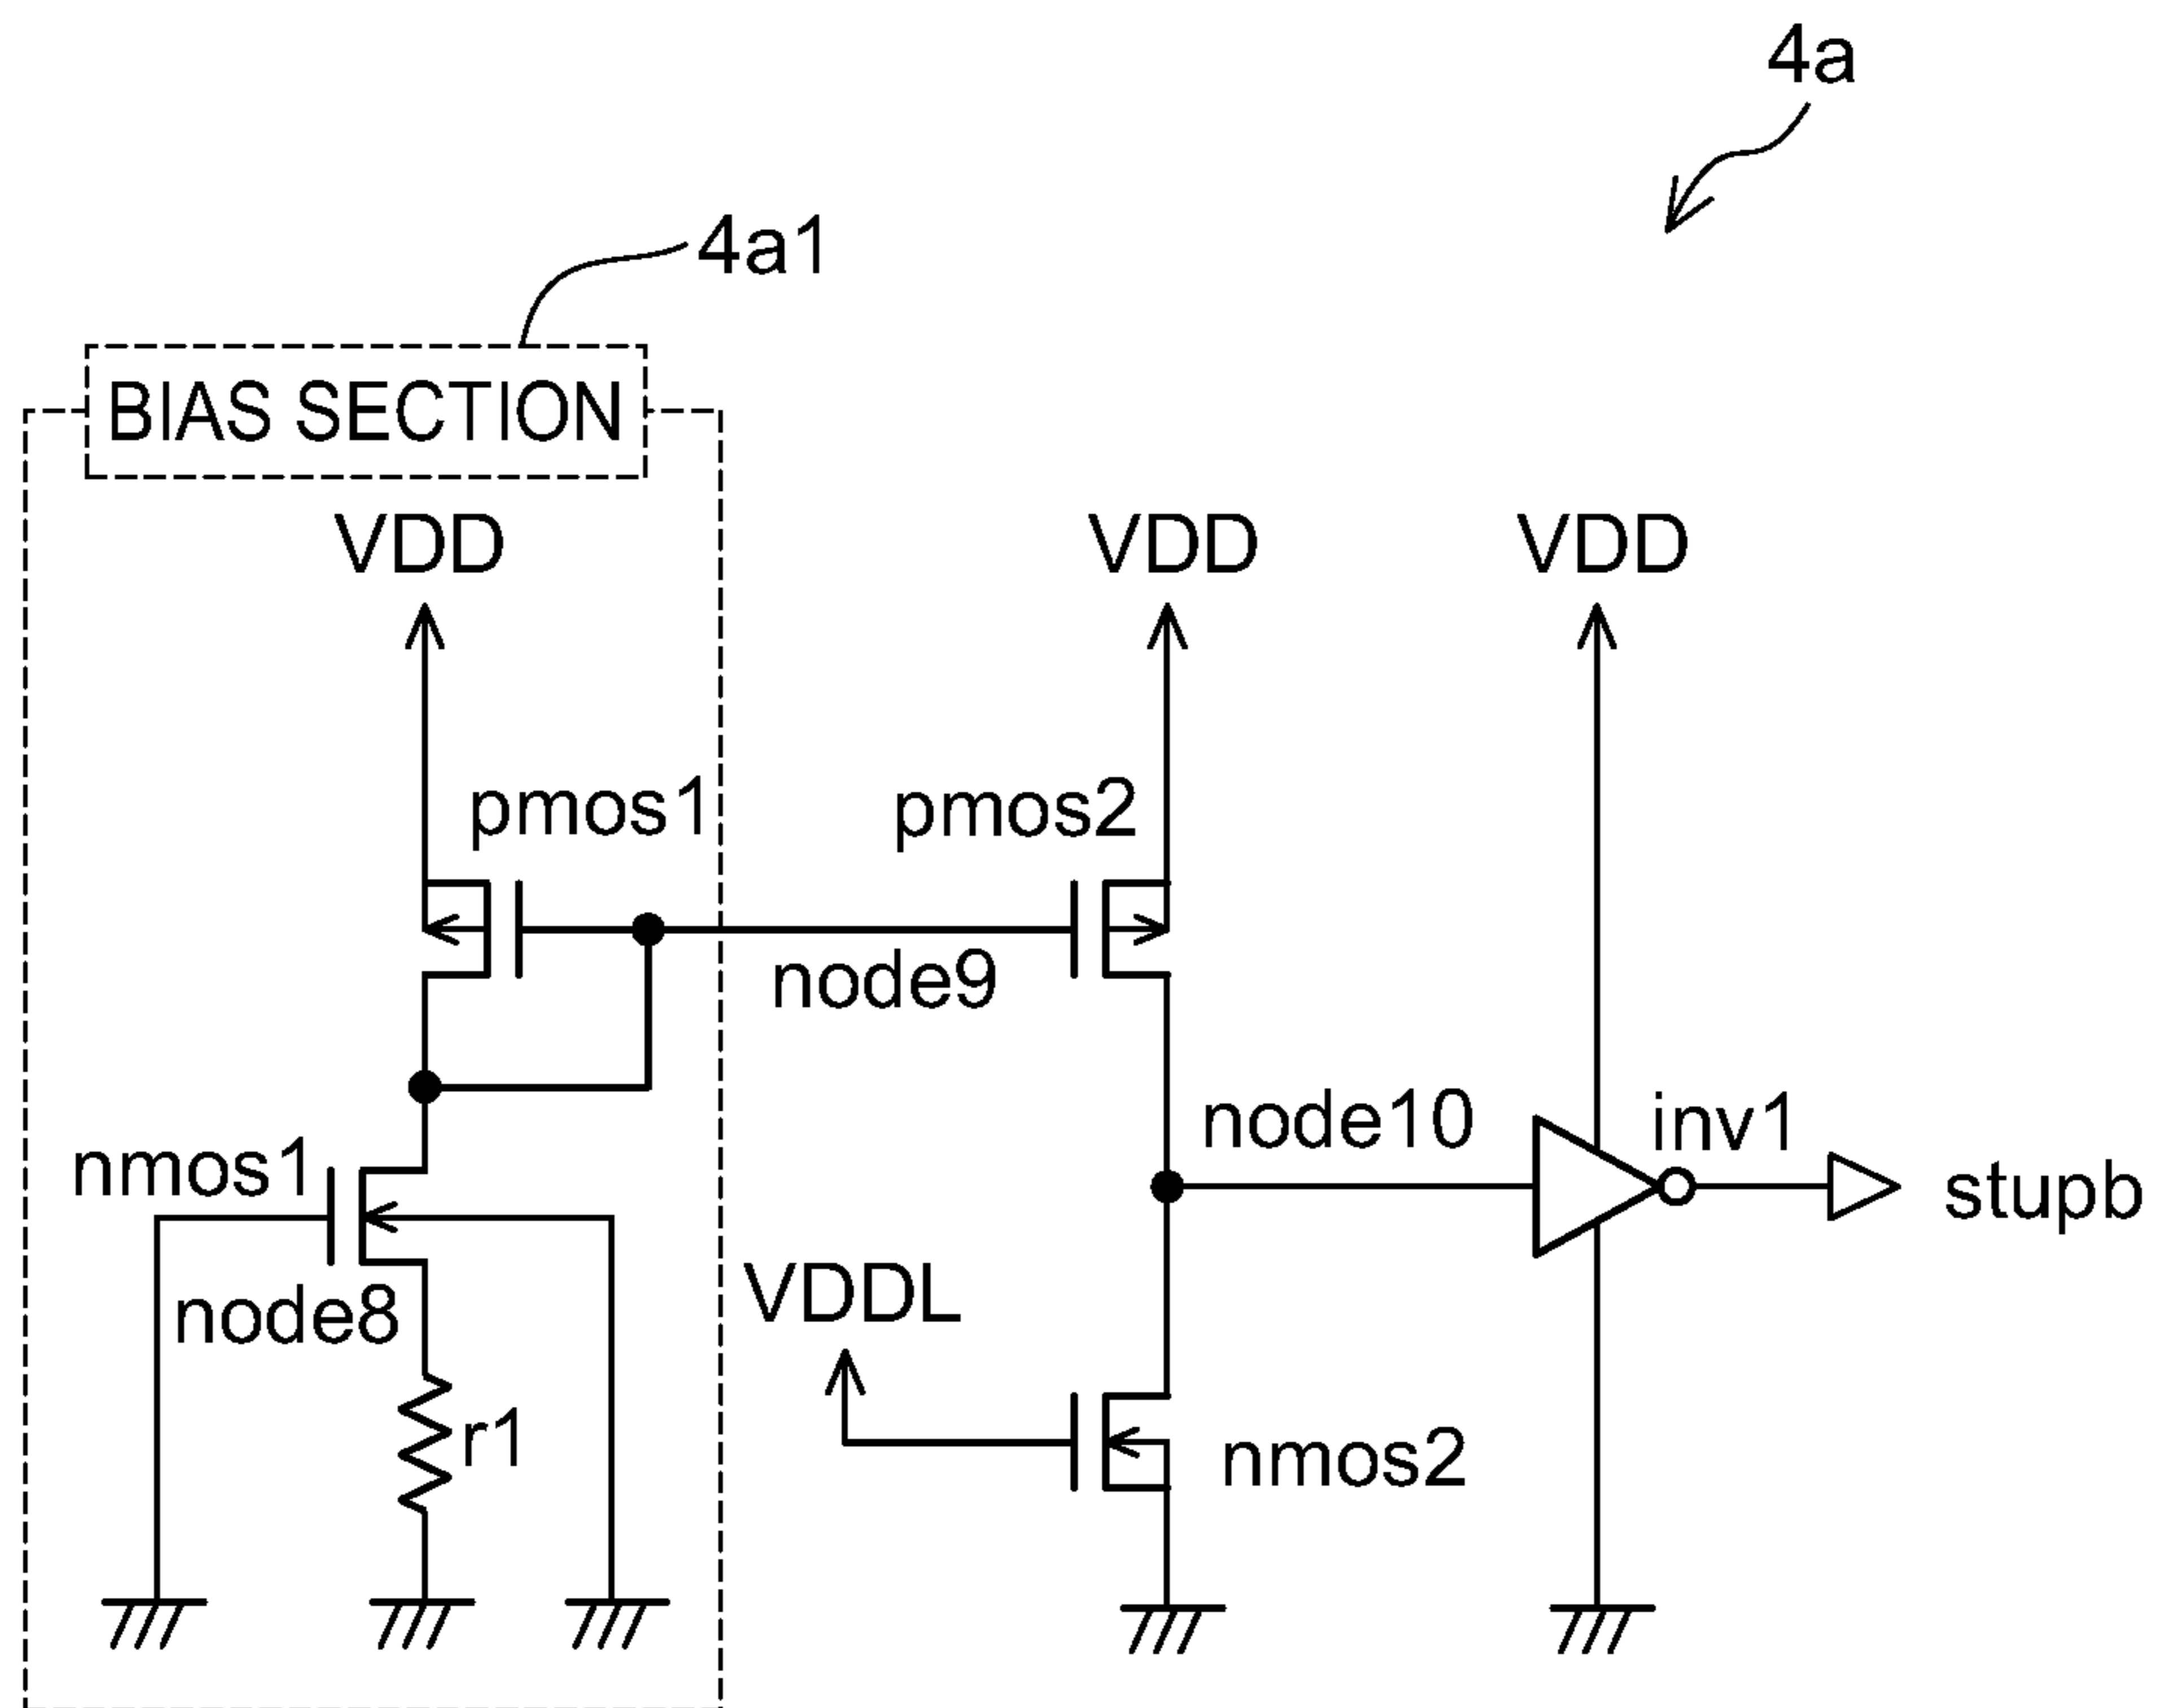 4a
4a1
BIAS SECTION
VDD
VDD
VDD
pmos1
pmos2
node9
node10
inv1
stupb
nmos1
node8
VDDL
r1
nmos2